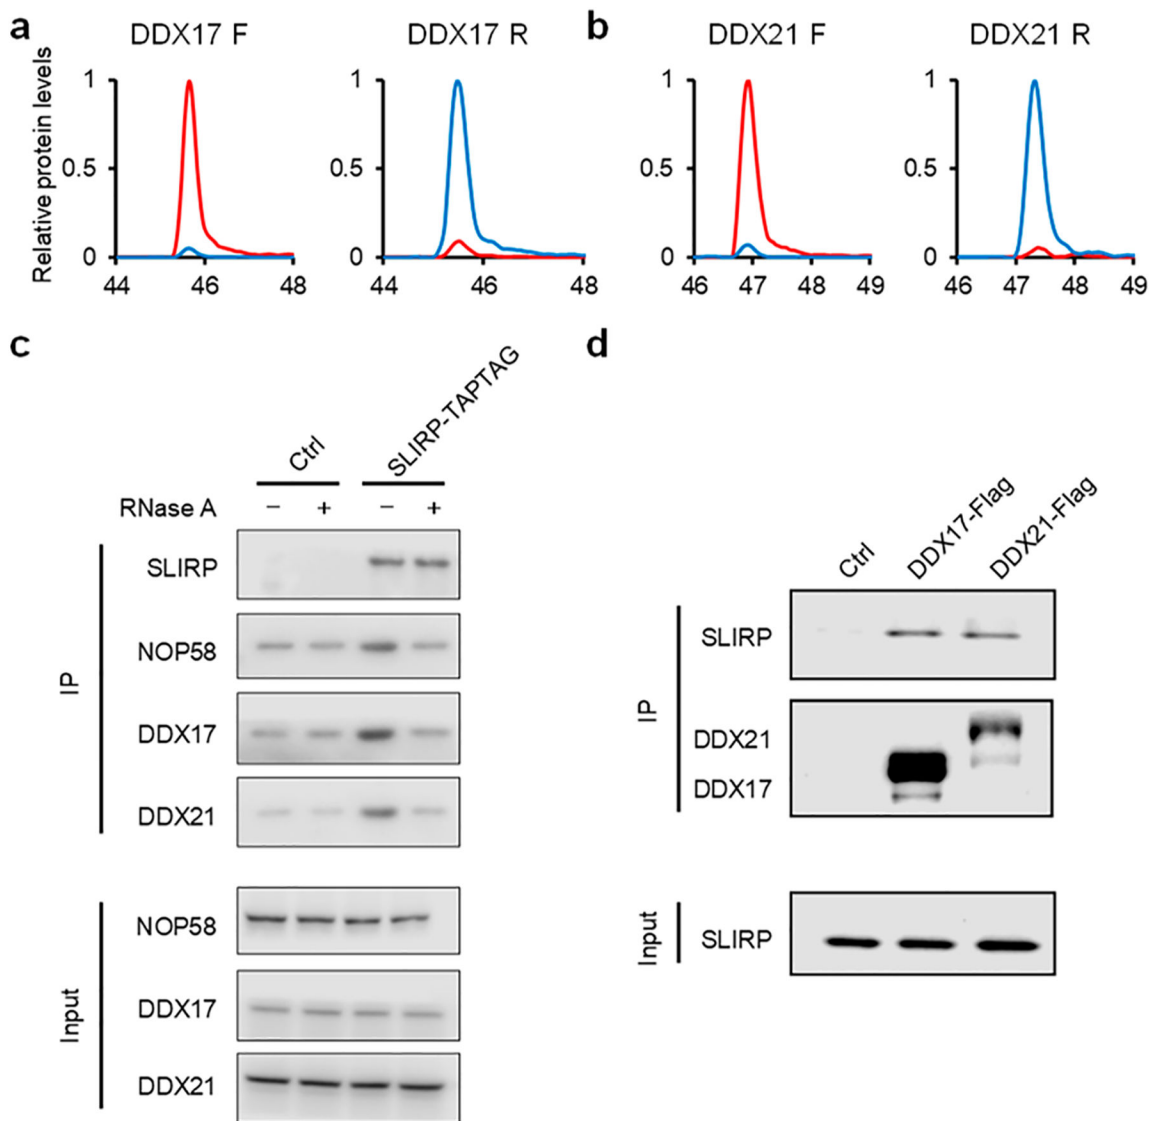 a
DDX17 F
DDX17 R
b
DDX21 F
DDX21 R
Relative protein levels
1
0.5
0
44 46 48
1
0.5
0
44 46 48
1
0.5
0
46 47 48 49
1
0.5
0
46 47 48 49
c
Ctrl
SLIRP-TAPTAG
RNase A − + − +
IP
SLIRP
NOP58
DDX17
DDX21
Input
NOP58
DDX17
DDX21
d
Ctrl
DDX17-Flag
DDX21-Flag
IP
SLIRP
DDX21
DDX17
Input
SLIRP